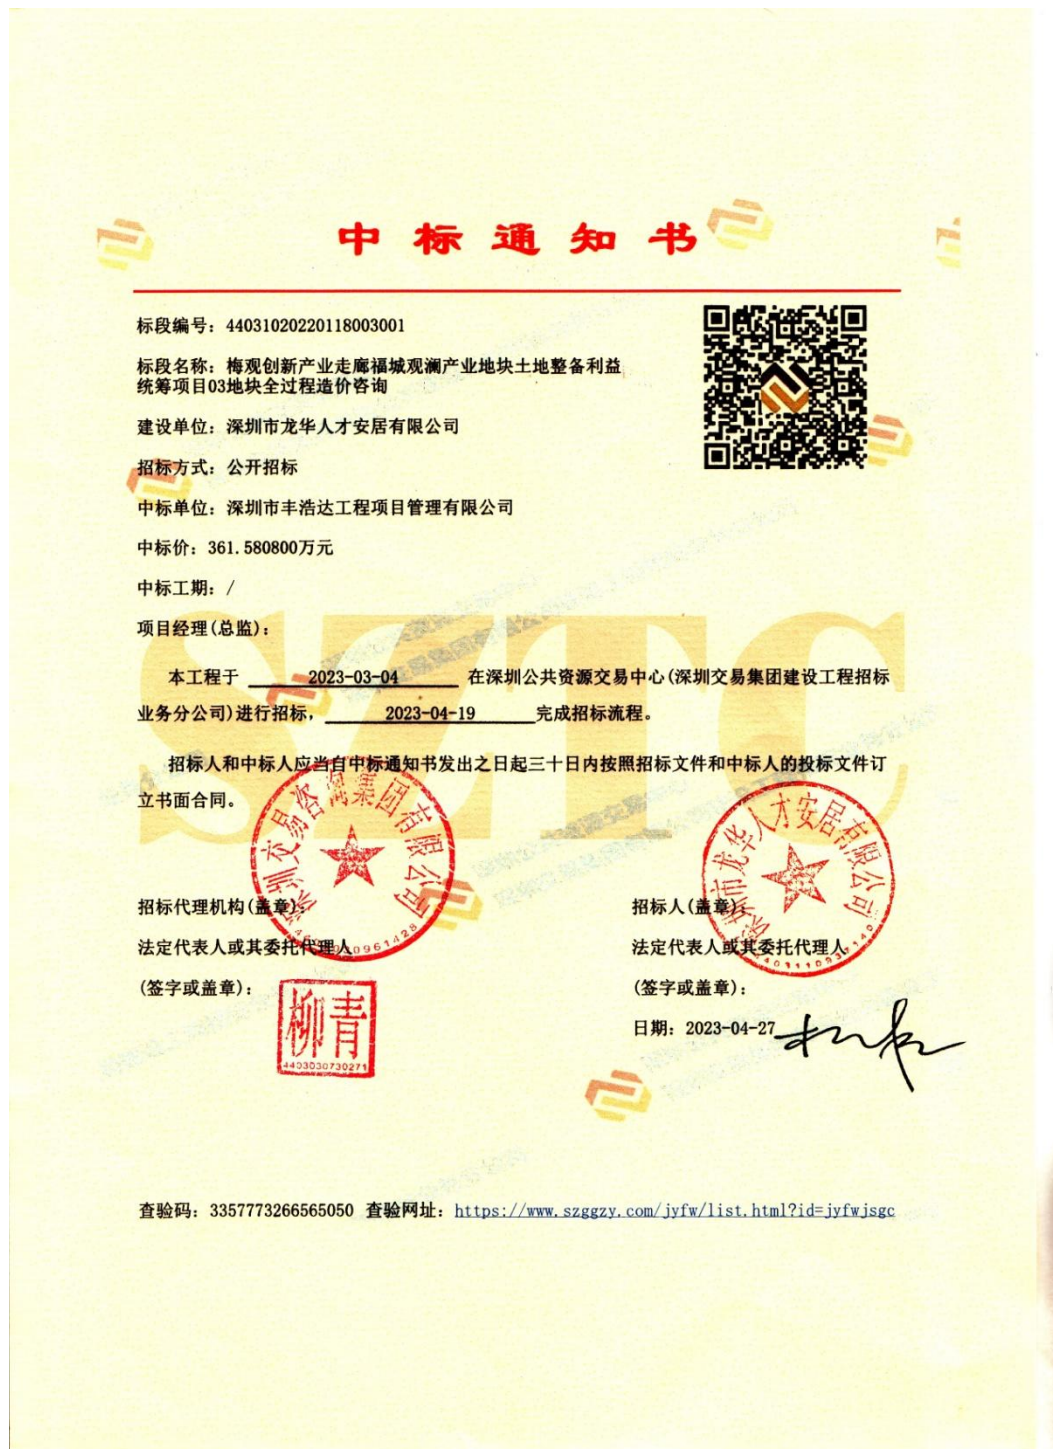 中标通知书
标段编号：44031020220118003001
标段名称：梅观创新产业走廊福城观澜产业地块土地整备利益
统筹项目03地块全过程造价咨询
建设单位：深圳市龙华人才安居有限公司
招标方式：公开招标
中标单位：深圳市丰浩达工程项目管理有限公司
中标价：361.580800万元
中标工期：/
项目经理(总监)：
本工程于 2023-03-04 在深圳公共资源交易中心(深圳交易集团建设工程招标
业务分公司)进行招标， 2023-04-19 完成招标流程。
招标人和中标人应当自中标通知书发出之日起三十日内按照招标文件和中标人的投标文件订
立书面合同。
SZTC
深圳交易咨询集团有限公司
深圳市龙华人才安居有限公司
招标代理机构(盖章)：
招标人(盖章)：
法定代表人或其委托代理人
法定代表人或其委托代理人
(签字或盖章)：
(签字或盖章)：
柳青
4403030730271
日期：2023-04-27
查验码：3357773266565050 查验网址：https://www.szggzy.com/jyfw/list.html?id=jyfwjsgc